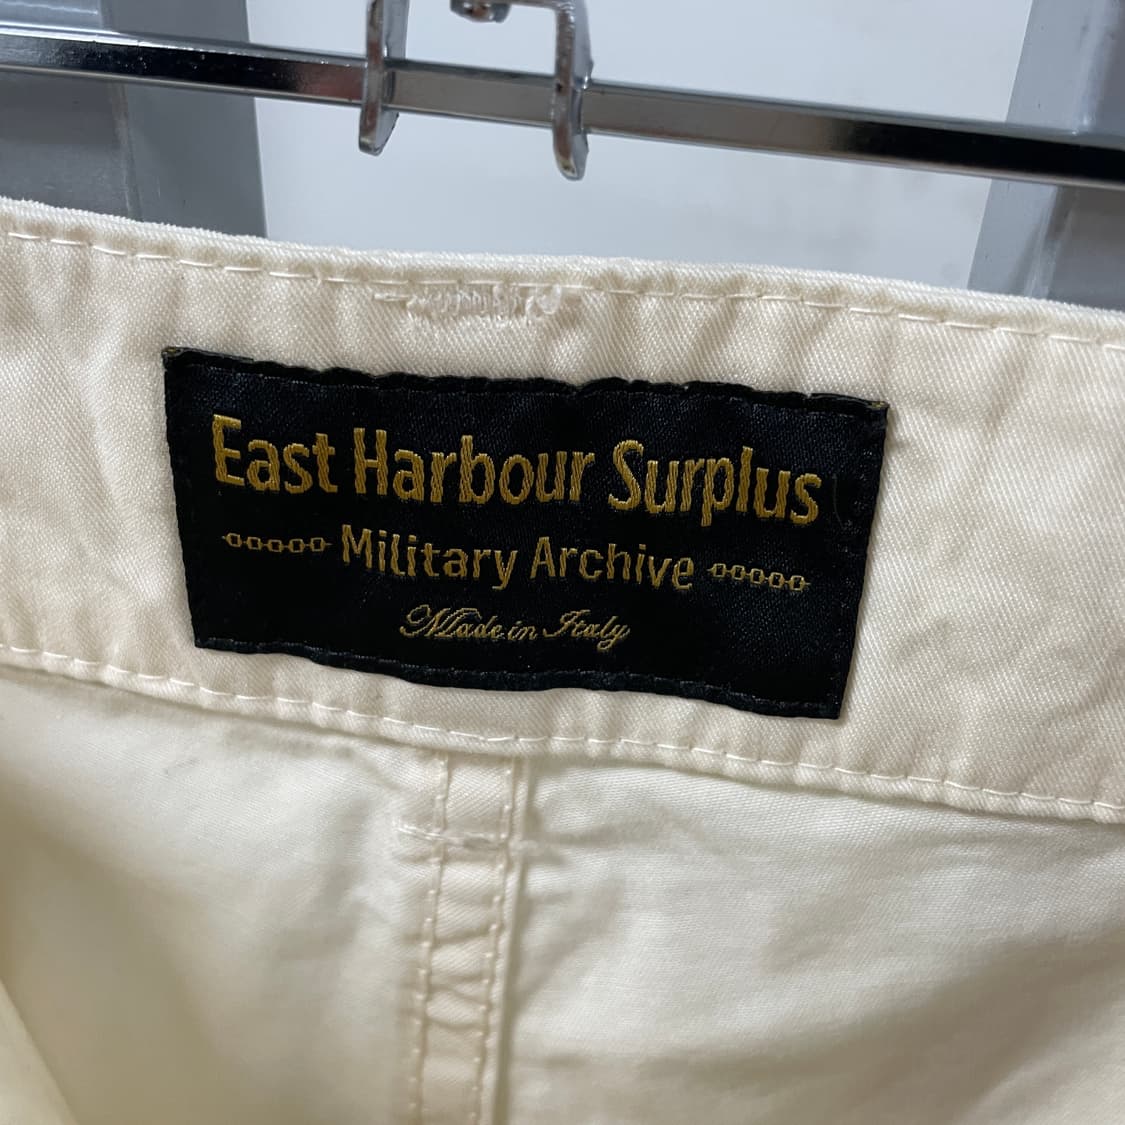 East Harbour Surplus
Military Archive
Made in Italy